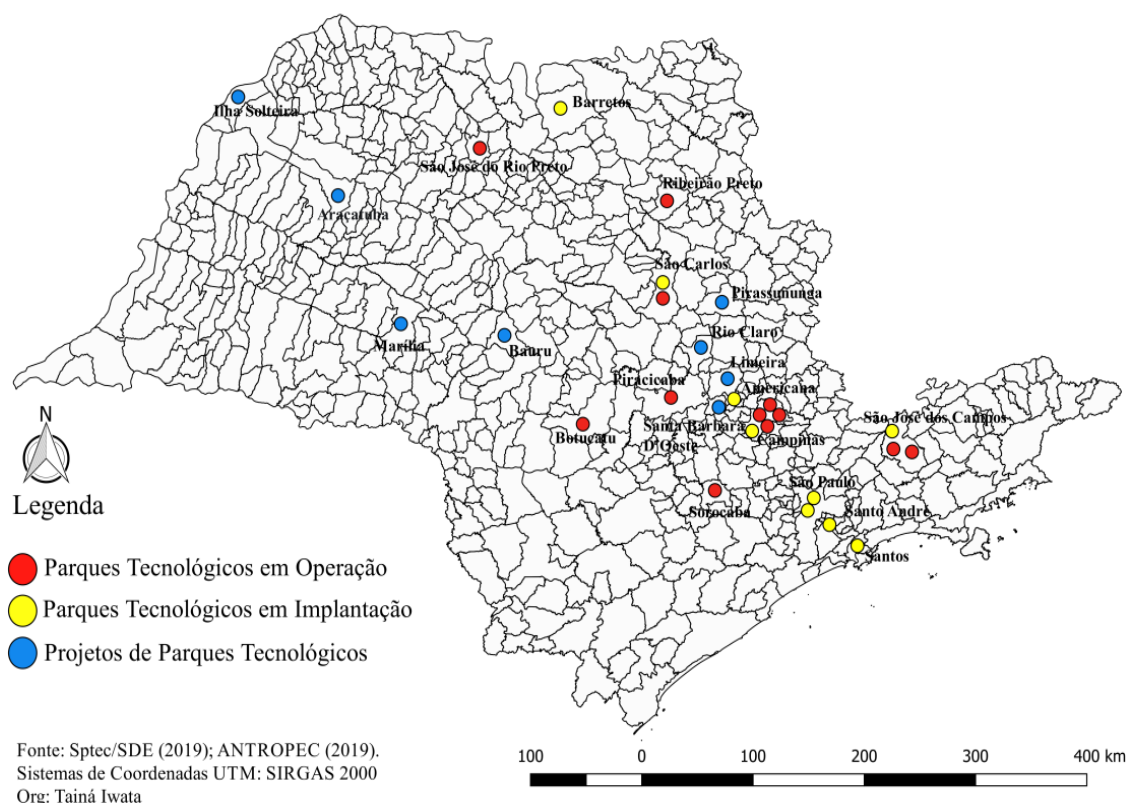 Barretos
Ilha Solteira
São José do Rio Preto
Ribeirão Preto
Araçatuba
São Carlos
Pirassununga
Rio Claro
Marília
Bauru
Limeira
Piracicaba
Americana
São José dos Campos
Santa Barbara
D'Oeste
Campinas
Botucatu
São Paulo
Sorocaba
Santo André
Santos
N
Legenda
Parques Tecnológicos em Operação
Parques Tecnológicos em Implantação
Projetos de Parques Tecnológicos
Fonte: Sptec/SDE (2019); ANTROPEC (2019).
Sistemas de Coordenadas UTM: SIRGAS 2000
Org: Tainá Iwata
100 0 100 200 300 400 km